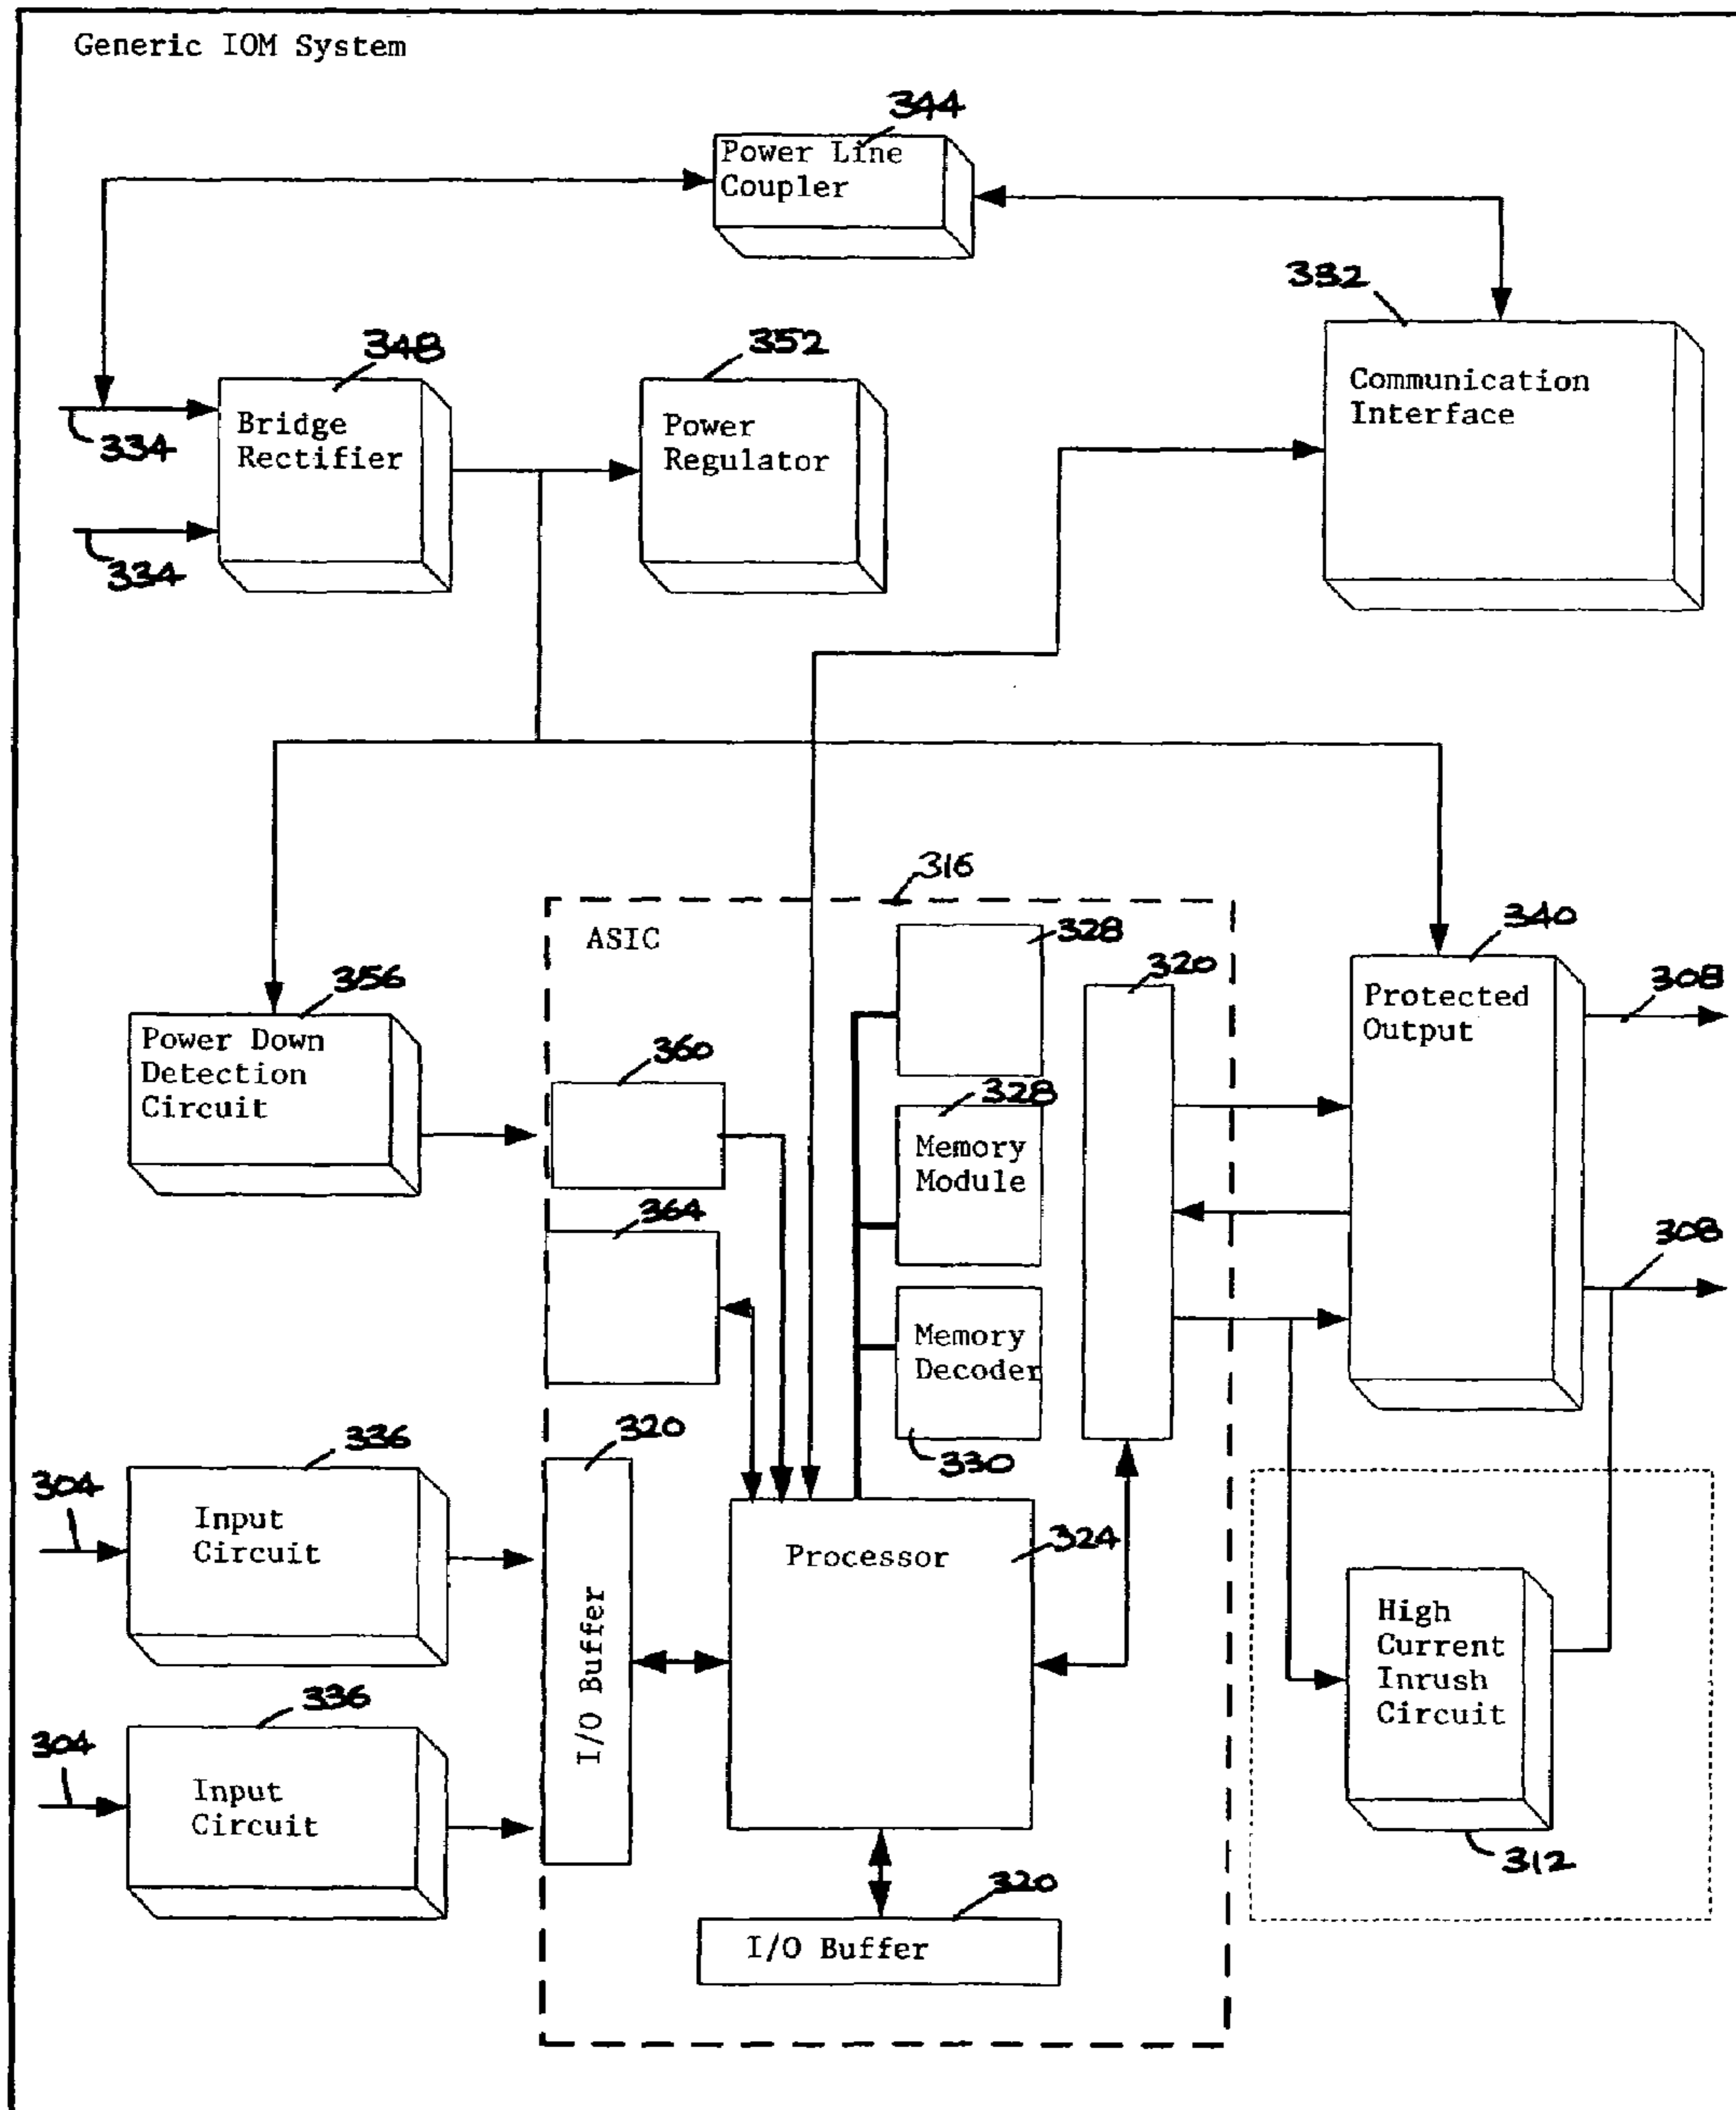 Generic IOM System
344
Power Line
Coupler
332
Communication
Interface
348
Bridge
Rectifier
352
Power
Regulator
334
334
316
ASIC
328
320
340
Protected
Output
308
356
Power Down
Detection
Circuit
360
328
Memory
Module
364
308
Memory
Decoder
330
336
304
Input
Circuit
320
I/O Buffer
Processor
324
High
Current
Inrush
Circuit
312
336
304
Input
Circuit
320
I/O Buffer